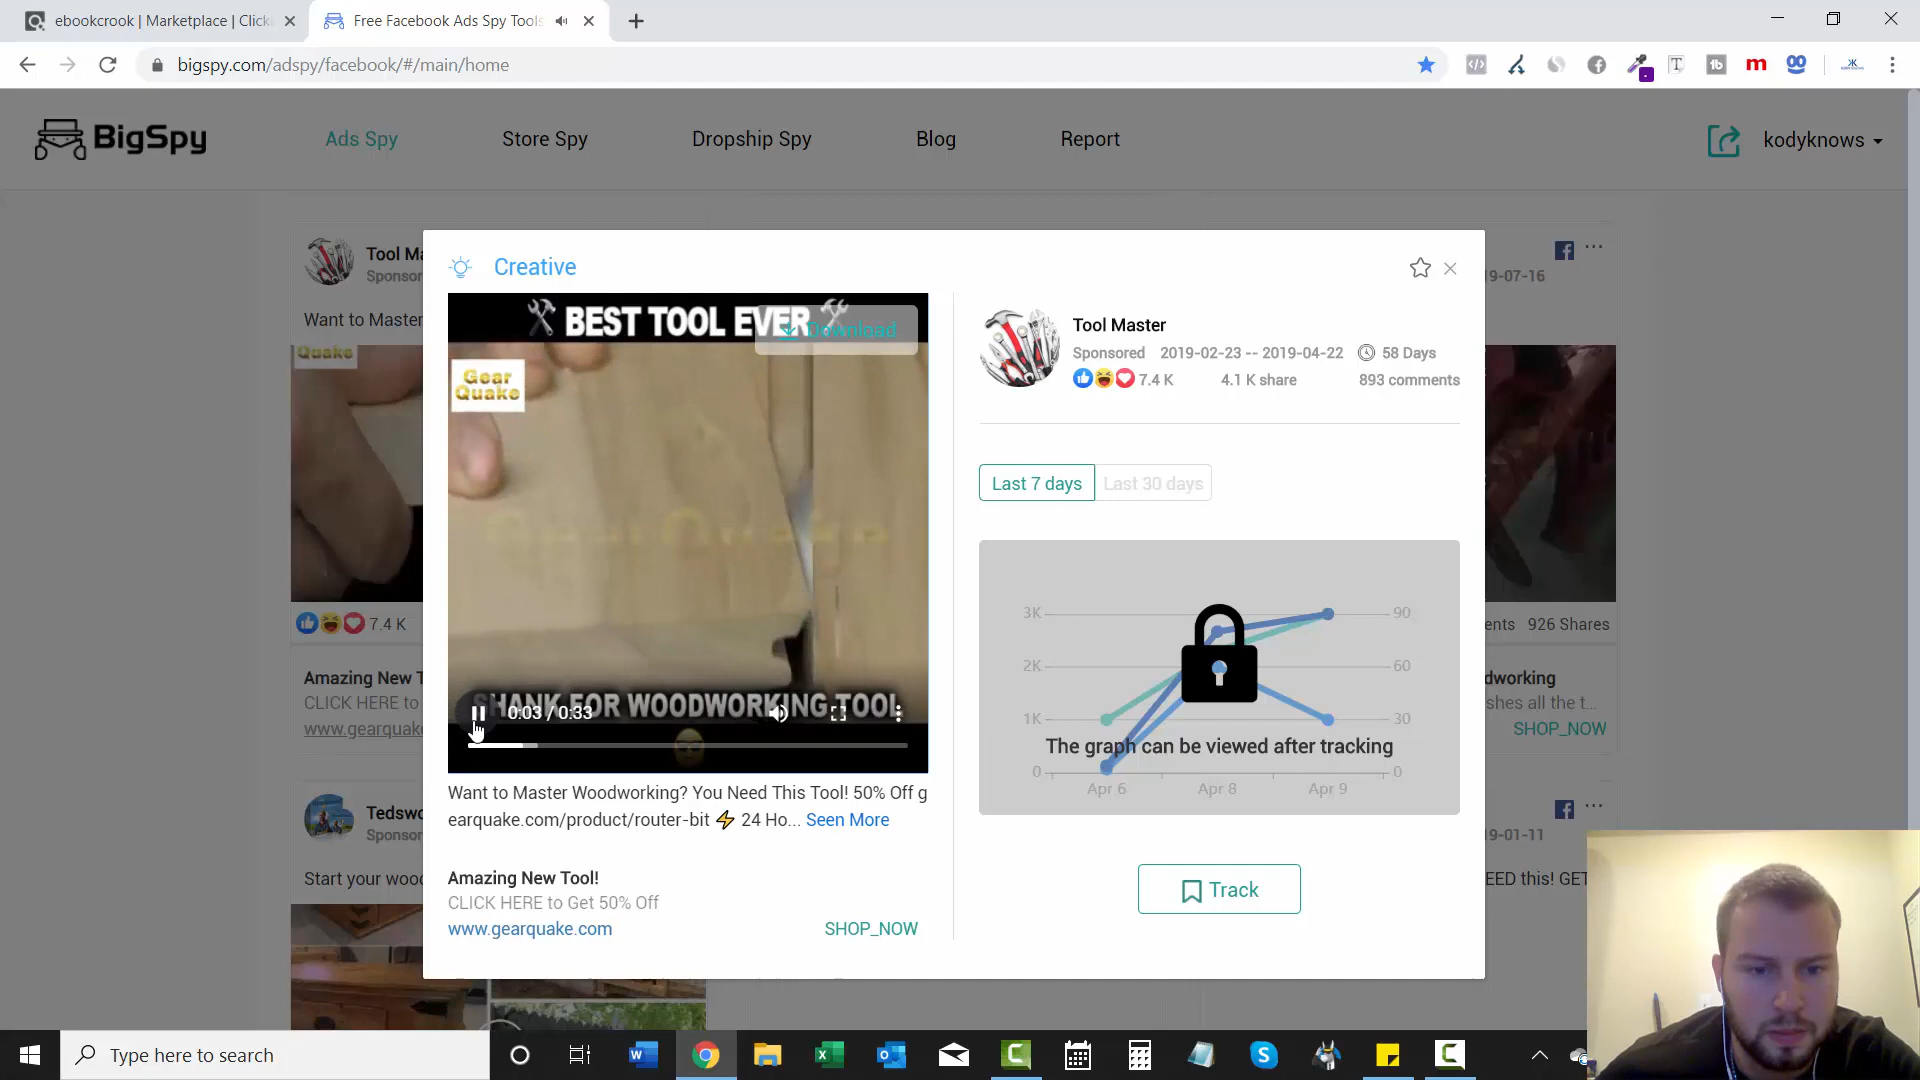 ebookcrook | Marketplace | Click
Free Facebook Ads Spy Tools
bigspy.com/adspy/facebook/#/main/home
BigSpy
Ads Spy
Store Spy
Dropship Spy
Blog
Report
kodyknows
Tool Ma
Sponsor
Want to Master
Quake
7.4 K
Amazing New T
CLICK HERE to
www.gearquake
Tedswo
Sponsor
Start your wood
Creative
BEST TOOL EVER
Download
Gear
Quake
GearQuake
SHANK FOR WOODWORKING TOOL
0:03 / 0:33
Want to Master Woodworking? You Need This Tool! 50% Off g
earquake.com/product/router-bit ⚡ 24 Ho... Seen More
Amazing New Tool!
CLICK HERE to Get 50% Off
www.gearquake.com
SHOP_NOW
Tool Master
Sponsored 2019-02-23 -- 2019-04-22 58 Days
7.4 K 4.1 K share 893 comments
Last 7 days
Last 30 days
3K 90
2K 60
1K 30
The graph can be viewed after tracking
0 0
Apr 6 Apr 8 Apr 9
Track
19-07-16
ents 926 Shares
dworking
shes all the t
SHOP_NOW
19-01-11
EED this! GET
Type here to search